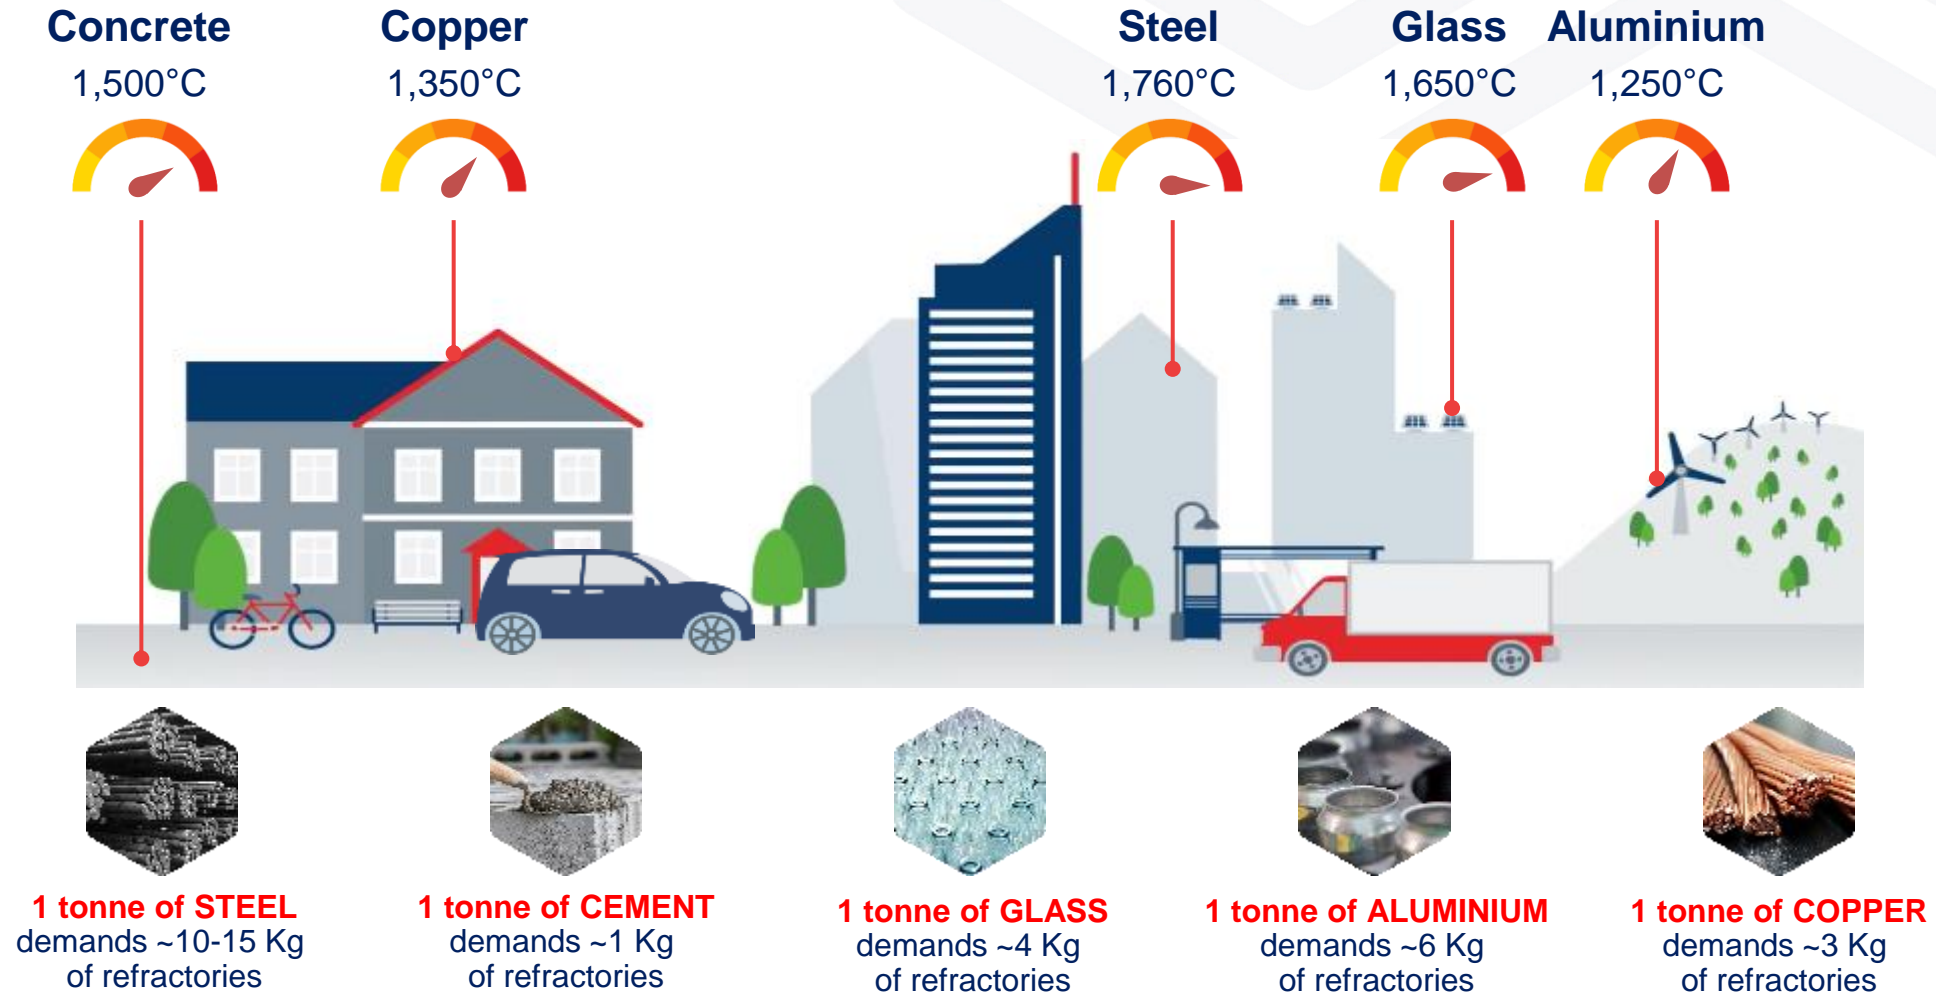 Concrete
1,500°C
Copper
1,350°C
Steel
1,760°C
Glass
1,650°C
Aluminium
1,250°C
1 tonne of STEEL
demands ~10-15 Kg
of refractories
1 tonne of CEMENT
demands ~1 Kg
of refractories
1 tonne of GLASS
demands ~4 Kg
of refractories
1 tonne of ALUMINIUM
demands ~6 Kg
of refractories
1 tonne of COPPER
demands ~3 Kg
of refractories